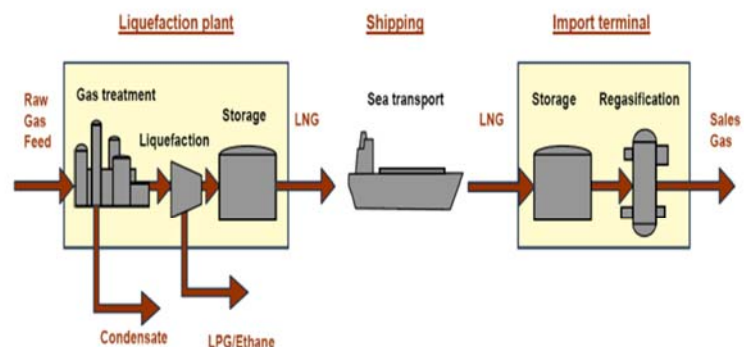 Liquefaction plant
Shipping
Import terminal
Raw
Gas
Feed
Gas treatment
Liquefaction
Storage
LNG
Sea transport
LNG
Storage
Regasification
Sales
Gas
Condensate
LPG/Ethane